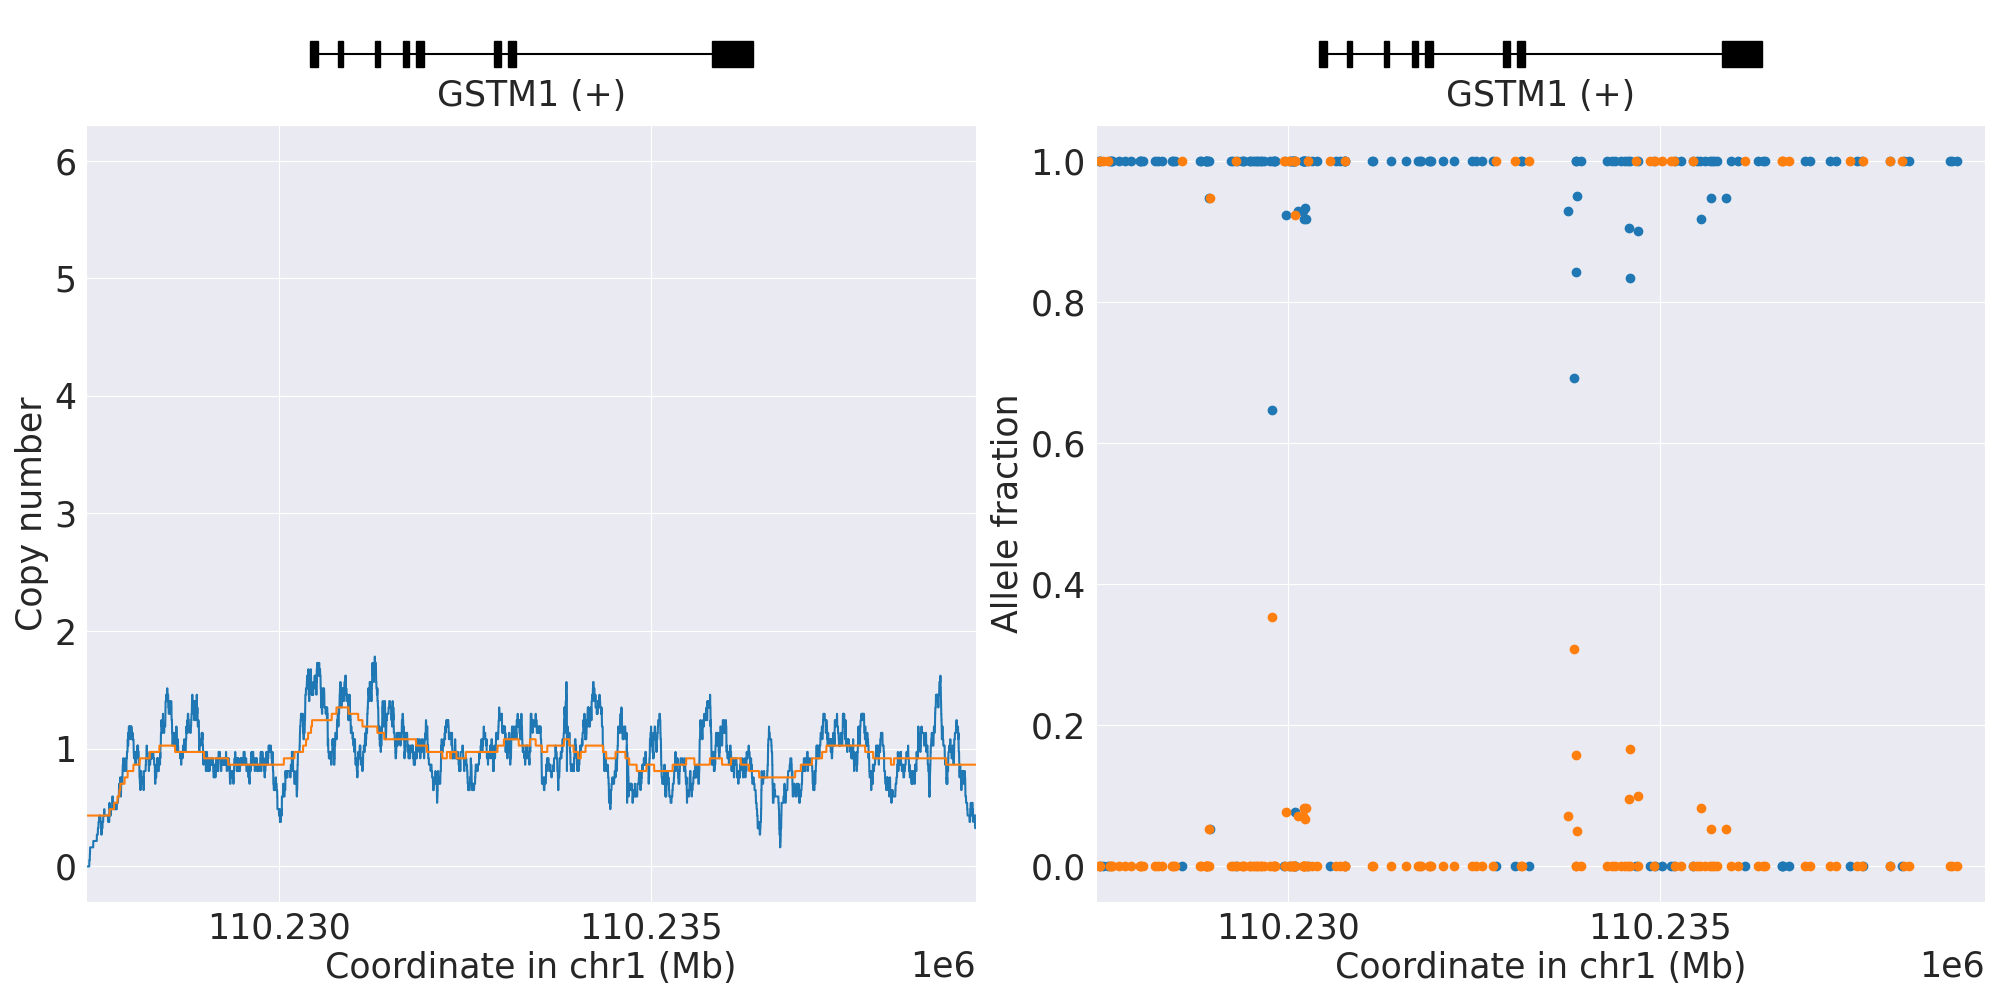 GSTM1 (+)
6
5
4
3
2
1
0
Copy number
110.230
110.235
Coordinate in chr1 (Mb)
1e6
GSTM1 (+)
1.0
0.8
0.6
0.4
0.2
0.0
Allele fraction
110.230
110.235
Coordinate in chr1 (Mb)
1e6